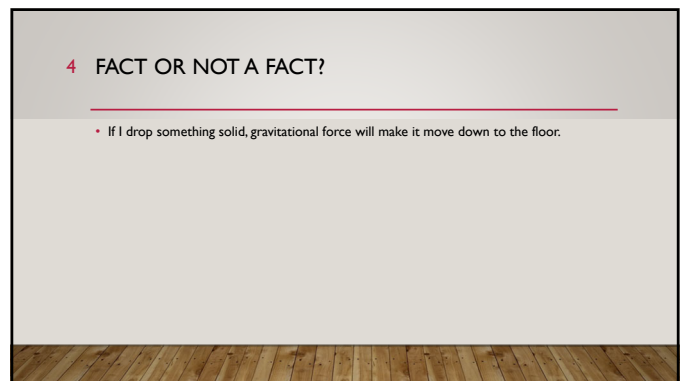 4 FACT OR NOT A FACT?
• If I drop something solid, gravitational force will make it move down to the floor.